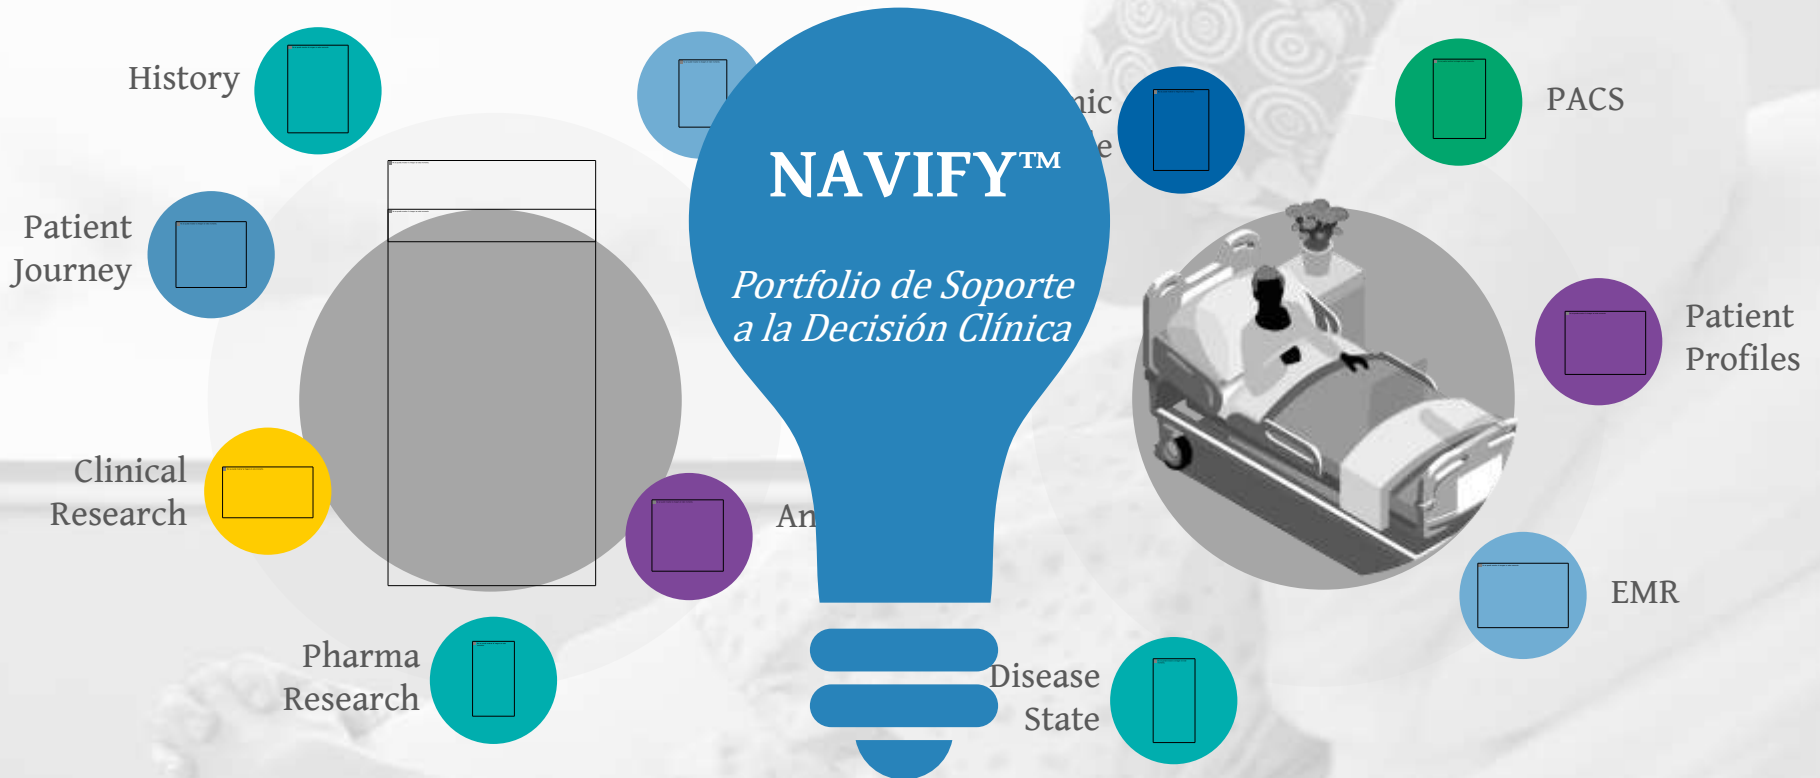 History
NAVIFY™
Portfolio de Soporte
a la Decisión Clínica
PACS
Patient
Journey
Patient
Profiles
Clinical
Research
EMR
Pharma
Research
Disease
State